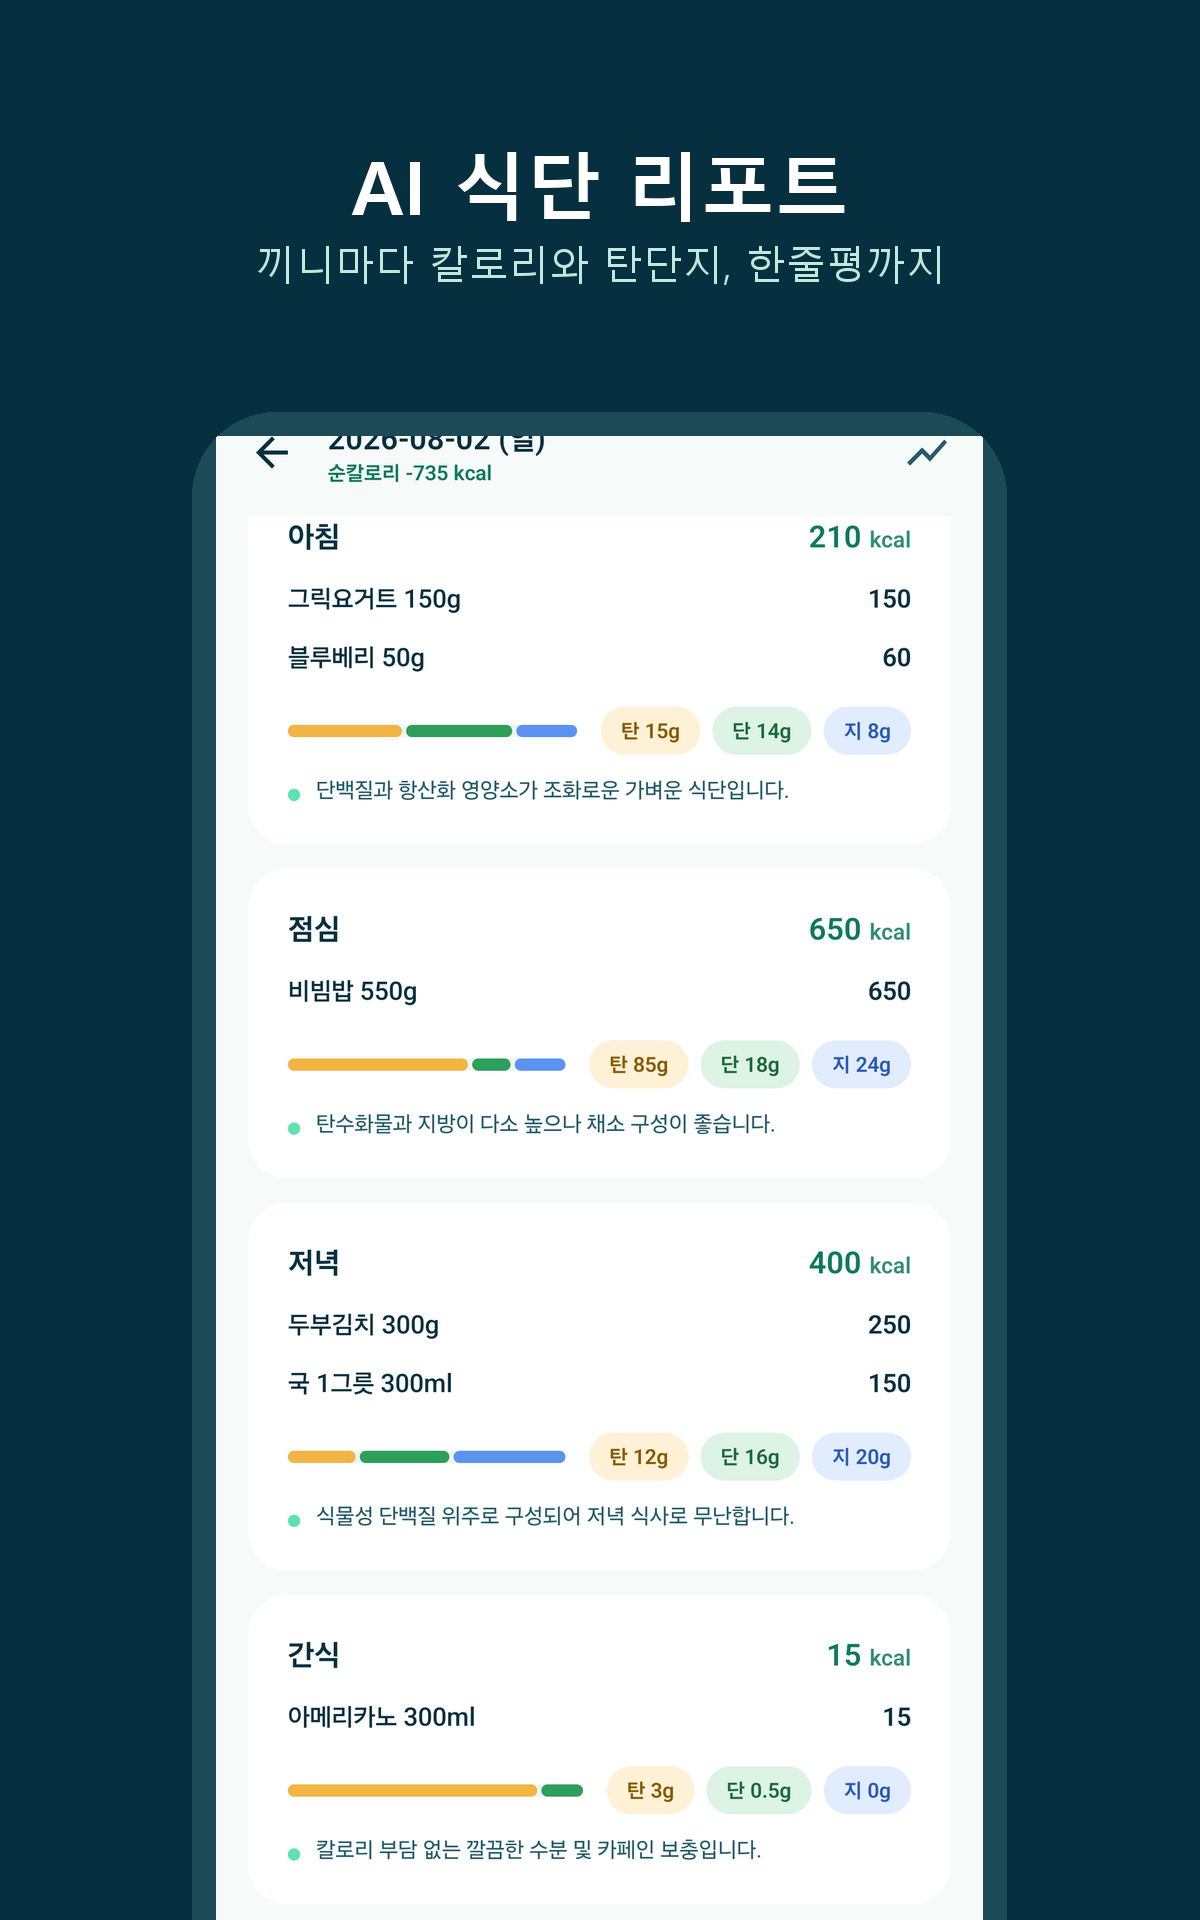 AI 식단 리포트
끼니마다 칼로리와 탄단지, 한줄평까지
2026-08-02 (일)
순칼로리 -735 kcal
아침 210 kcal
그릭요거트 150g 150
블루베리 50g 60
탄 15g 단 14g 지 8g
단백질과 항산화 영양소가 조화로운 가벼운 식단입니다.
점심 650 kcal
비빔밥 550g 650
탄 85g 단 18g 지 24g
탄수화물과 지방이 다소 높으나 채소 구성이 좋습니다.
저녁 400 kcal
두부김치 300g 250
국 1그릇 300ml 150
탄 12g 단 16g 지 20g
식물성 단백질 위주로 구성되어 저녁 식사로 무난합니다.
간식 15 kcal
아메리카노 300ml 15
탄 3g 단 0.5g 지 0g
칼로리 부담 없는 깔끔한 수분 및 카페인 보충입니다.